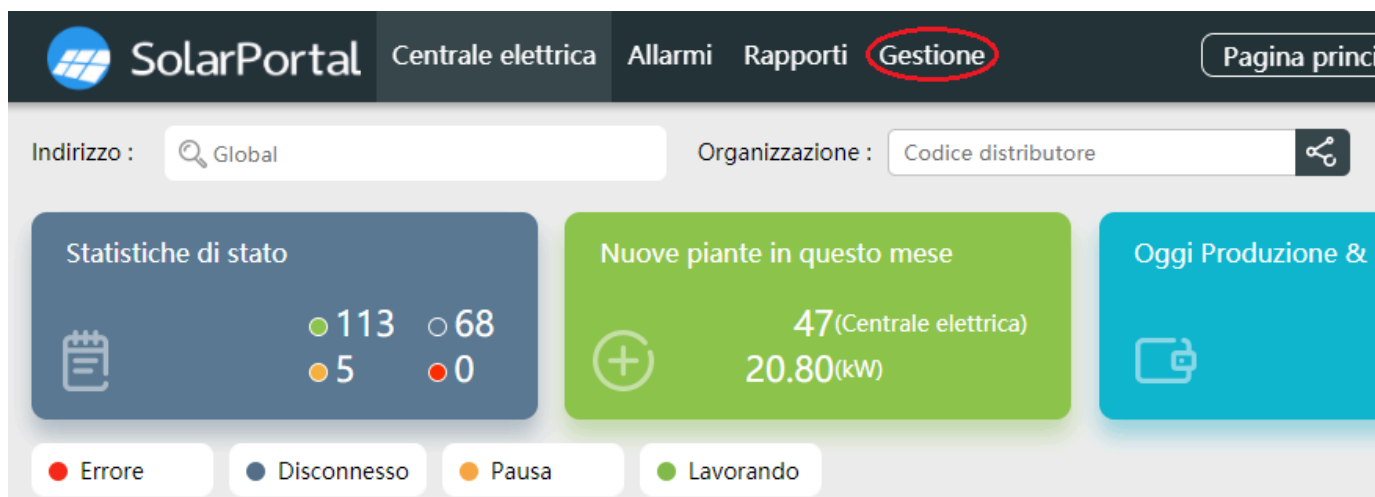 SolarPortal Centrale elettrica Allarmi Rapporti Gestione Pagina princi
Indirizzo : Global Organizzazione : Codice distributore
Statistiche di stato Nuove piante in questo mese Oggi Produzione &
113 68 47(Centrale elettrica)
5 0 20.80(kW)
Errore Disconnesso Pausa Lavorando